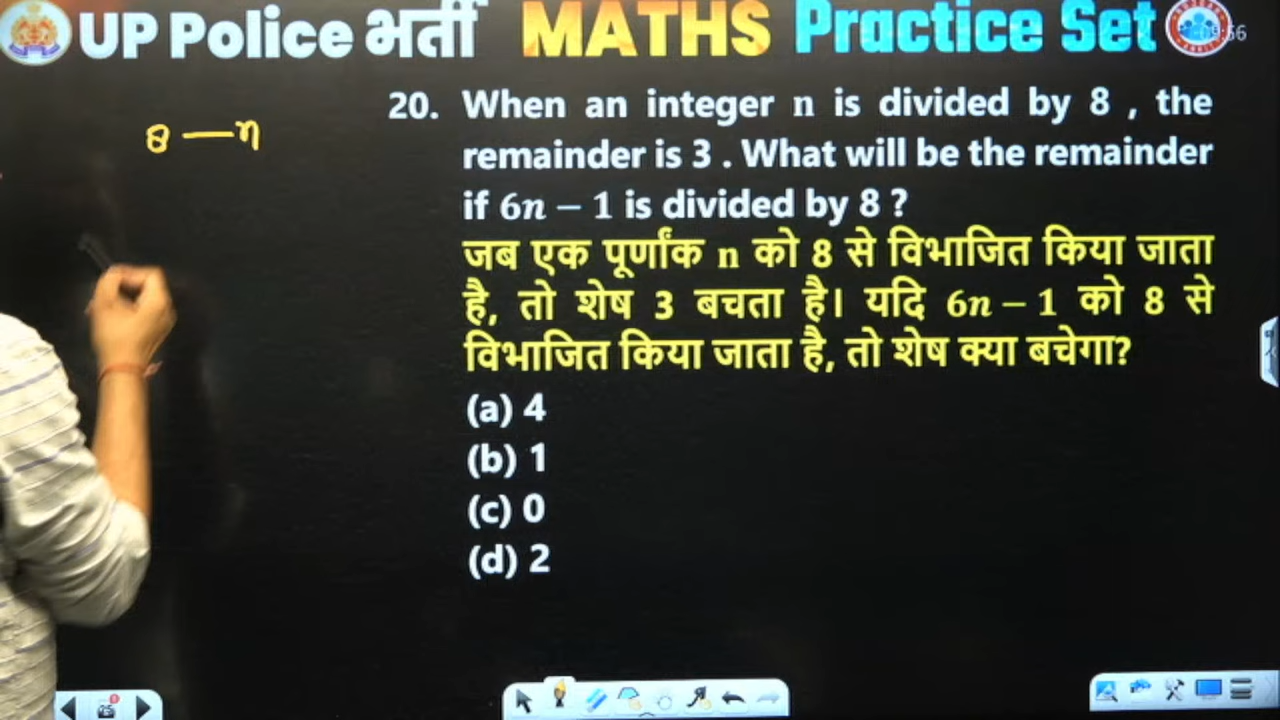 UP Police भर्ती MATHS Practice Set
8 — n
20. When an integer n is divided by 8 , the
remainder is 3 . What will be the remainder
if 6n − 1 is divided by 8 ?
जब एक पूर्णांक n को 8 से विभाजित किया जाता
है, तो शेष 3 बचता है। यदि 6n − 1 को 8 से
विभाजित किया जाता है, तो शेष क्या बचेगा?
(a) 4
(b) 1
(c) 0
(d) 2